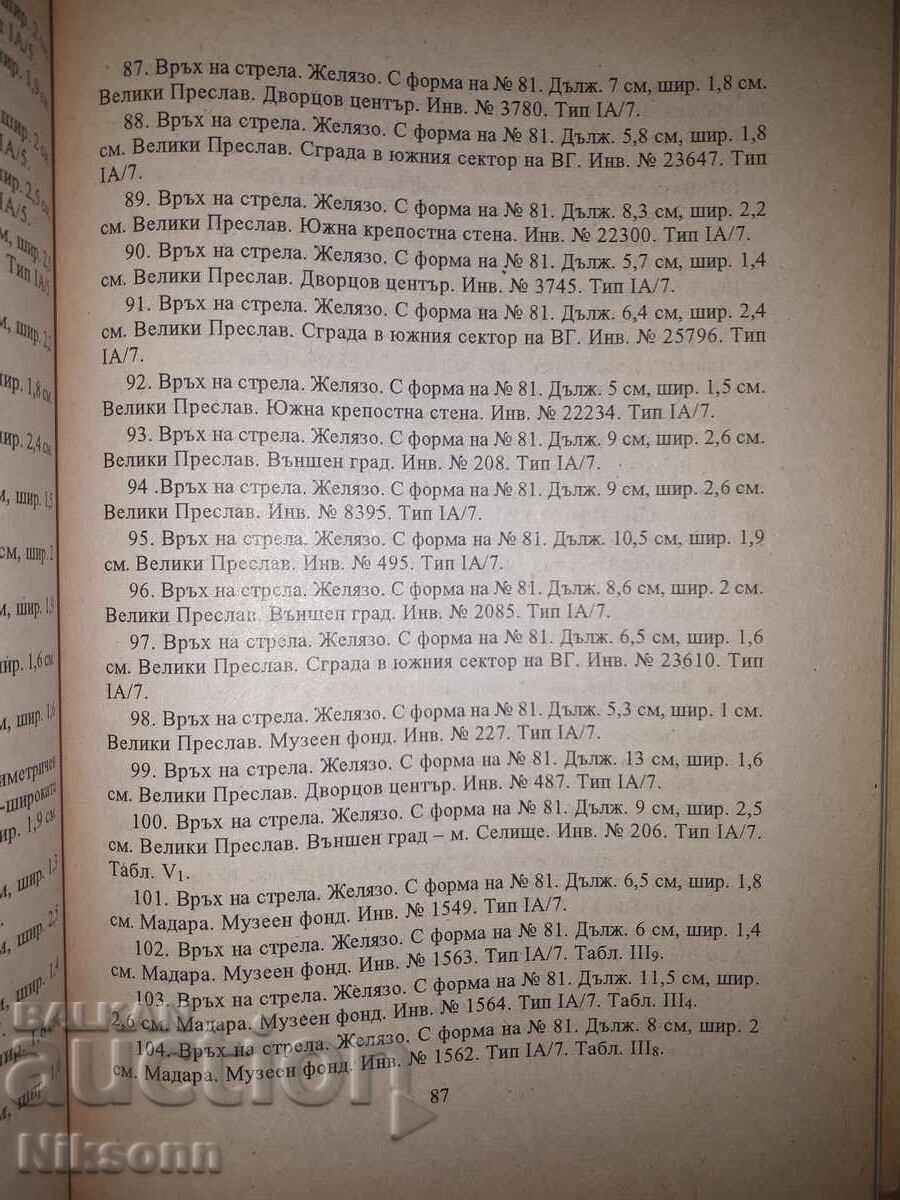 87. Връх на стрела. Желязо. С форма на № 81. Дълж. 7 см, шир. 1,8 см.
Велики Преслав. Дворцов център. Инв. № 3780. Тип IА/7.
88. Връх на стрела. Желязо. С форма на № 81. Дълж. 5,8 см, шир. 1,8
см. Велики Преслав. Сграда в южния сектор на ВГ. Инв. № 23647. Тип
IА/7.
89. Връх на стрела. Желязо. С форма на № 81. Дълж. 8,3 см, шир. 2,2
см. Велики Преслав. Южна крепостна стена. Инв. № 22300. Тип IА/7.
90. Връх на стрела. Желязо. С форма на № 81. Дълж. 5,7 см, шир. 1,4
см. Велики Преслав. Дворцов център. Инв. № 3745. Тип IА/7.
91. Връх на стрела. Желязо. С форма на № 81. Дълж. 6,4 см, шир. 2,4
см. Велики Преслав. Сграда в южния сектор на ВГ. Инв. № 25796. Тип
IА/7.
92. Връх на стрела. Желязо. С форма на № 81. Дълж. 5 см, шир. 1,5 см.
Велики Преслав. Южна крепостна стена. Инв. № 22234. Тип IА/7.
93. Връх на стрела. Желязо. С форма на № 81. Дълж. 9 см, шир. 2,6 см.
Велики Преслав. Външен град. Инв. № 208. Тип IА/7.
94 .Връх на стрела. Желязо. С форма на № 81. Дълж. 9 см, шир. 2,6 см.
Велики Преслав. Инв. № 8395. Тип IА/7.
95. Връх на стрела. Желязо. С форма на № 81. Дълж. 10,5 см, шир. 1,9
см. Велики Преслав. Инв. № 495. Тип IА/7.
96. Връх на стрела. Желязо. С форма на № 81. Дълж. 8,6 см, шир. 2 см.
Велики Преслав. Външен град. Инв. № 2085. Тип IА/7.
97. Връх на стрела. Желязо. С форма на № 81. Дълж. 6,5 см, шир. 1,6
см. Велики Преслав. Сграда в южния сектор на ВГ. Инв. № 23610. Тип
IА/7.
98. Връх на стрела. Желязо. С форма на № 81. Дълж. 5,3 см, шир. 1 см.
Велики Преслав. Музеен фонд. Инв. № 227. Тип IА/7.
99. Връх на стрела. Желязо. С форма на № 81. Дълж. 13 см, шир. 1,6
см. Велики Преслав. Дворцов център. Инв. № 487. Тип IА/7.
100. Връх на стрела. Желязо. С форма на № 81. Дълж. 9 см, шир. 2,5
см. Велики Преслав. Външен град – м. Селище. Инв. № 206. Тип IА/7.
Табл. V₁.
101. Връх на стрела. Желязо. С форма на № 81. Дълж. 6,5 см, шир. 1,8
см. Мадара. Музеен фонд. Инв. № 1549. Тип IА/7.
102. Връх на стрела. Желязо. С форма на № 81. Дълж. 6 см, шир. 1,4
см. Мадара. Музеен фонд. Инв. № 1563. Тип IА/7. Табл. III₉.
103. Връх на стрела. Желязо. С форма на № 81. Дълж. 11,5 см, шир.
2,6 см. Мадара. Музеен фонд. Инв. № 1564. Тип IА/7. Табл. III₄.
104. Връх на стрела. Желязо. С форма на № 81. Дълж. 8 см, шир. 2
см. Мадара. Музеен фонд. Инв. № 1562. Тип IА/7. Табл. III₈.
87
BALKAN
auction
Niksonn